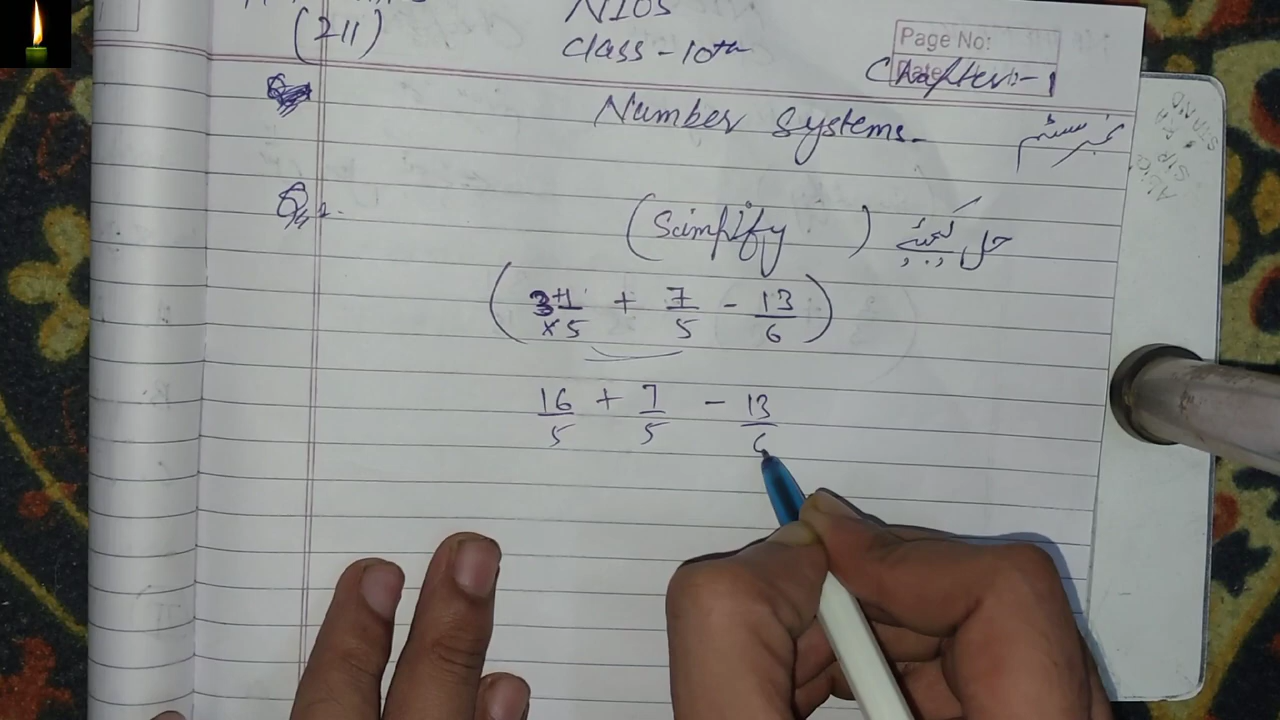 (211) NIOS
Class - 10th
Page No:
Date
Chapter:-1
Number Systems. نمبر سسٹم
(Simplify) حل کیجئے
(3+1/×5 + 7/5 - 13/6)
16/5 + 7/5 - 13/6